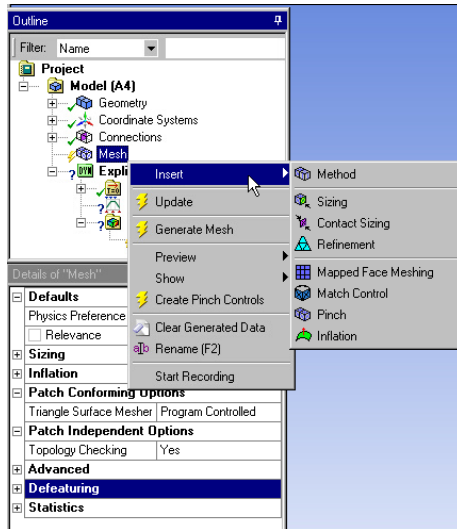 Outline
Filter: Name
Project
Model (A4)
Geometry
Coordinate Systems
Connections
Mesh
DYN Expli
t=0
Insert
Update
Generate Mesh
Preview
Show
Create Pinch Controls
Clear Generated Data
a|b Rename (F2)
Start Recording
Method
Sizing
Contact Sizing
Refinement
Mapped Face Meshing
Match Control
Pinch
Inflation
Details of "Mesh"
Defaults
Physics Preference
Relevance
Sizing
Inflation
Patch Conforming Options
Triangle Surface Mesher Program Controlled
Patch Independent Options
Topology Checking Yes
Advanced
Defeaturing
Statistics